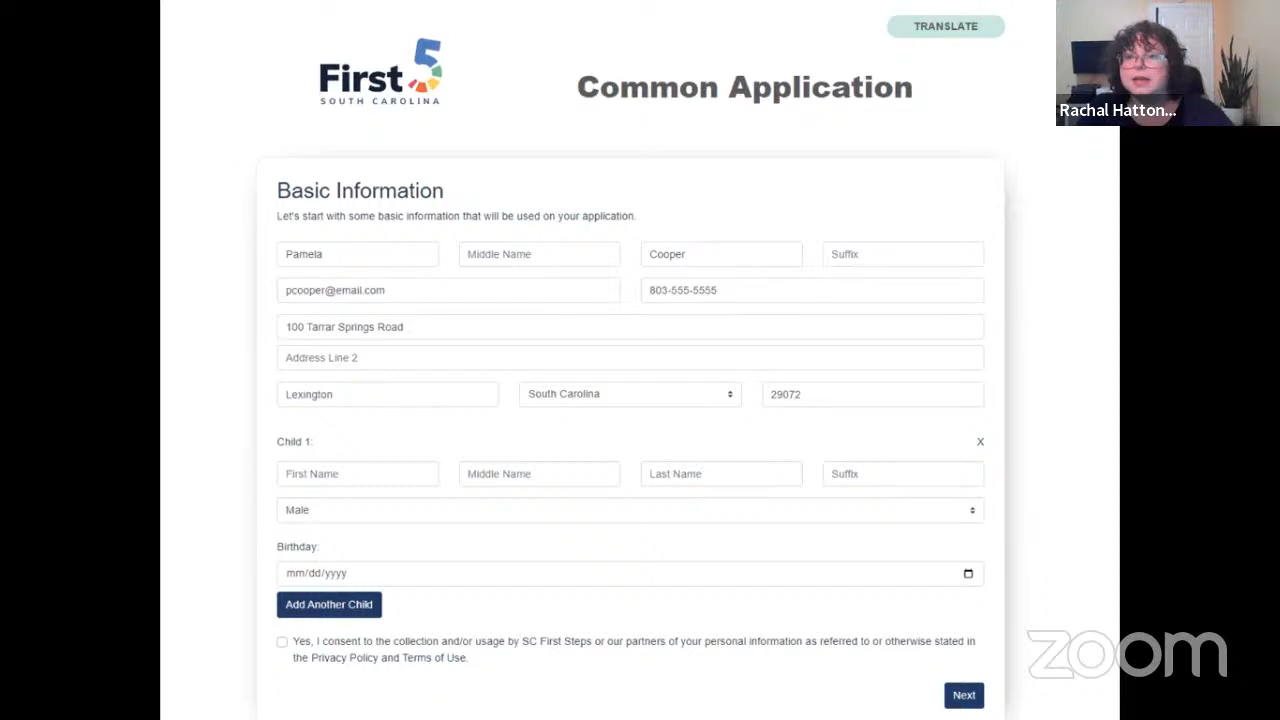 TRANSLATE
First 5
SOUTH CAROLINA
Common Application
Rachal Hatton...
Basic Information
Let's start with some basic information that will be used on your application.
Pamela Middle Name Cooper Suffix
pcooper@email.com 803-555-5555
100 Tarrar Springs Road
Address Line 2
Lexington South Carolina 29072
Child 1: X
First Name Middle Name Last Name Suffix
Male
Birthday:
mm/dd/yyyy
Add Another Child
Yes, I consent to the collection and/or usage by SC First Steps or our partners of your personal information as referred to or otherwise stated in
the Privacy Policy and Terms of Use.
Next
zoom